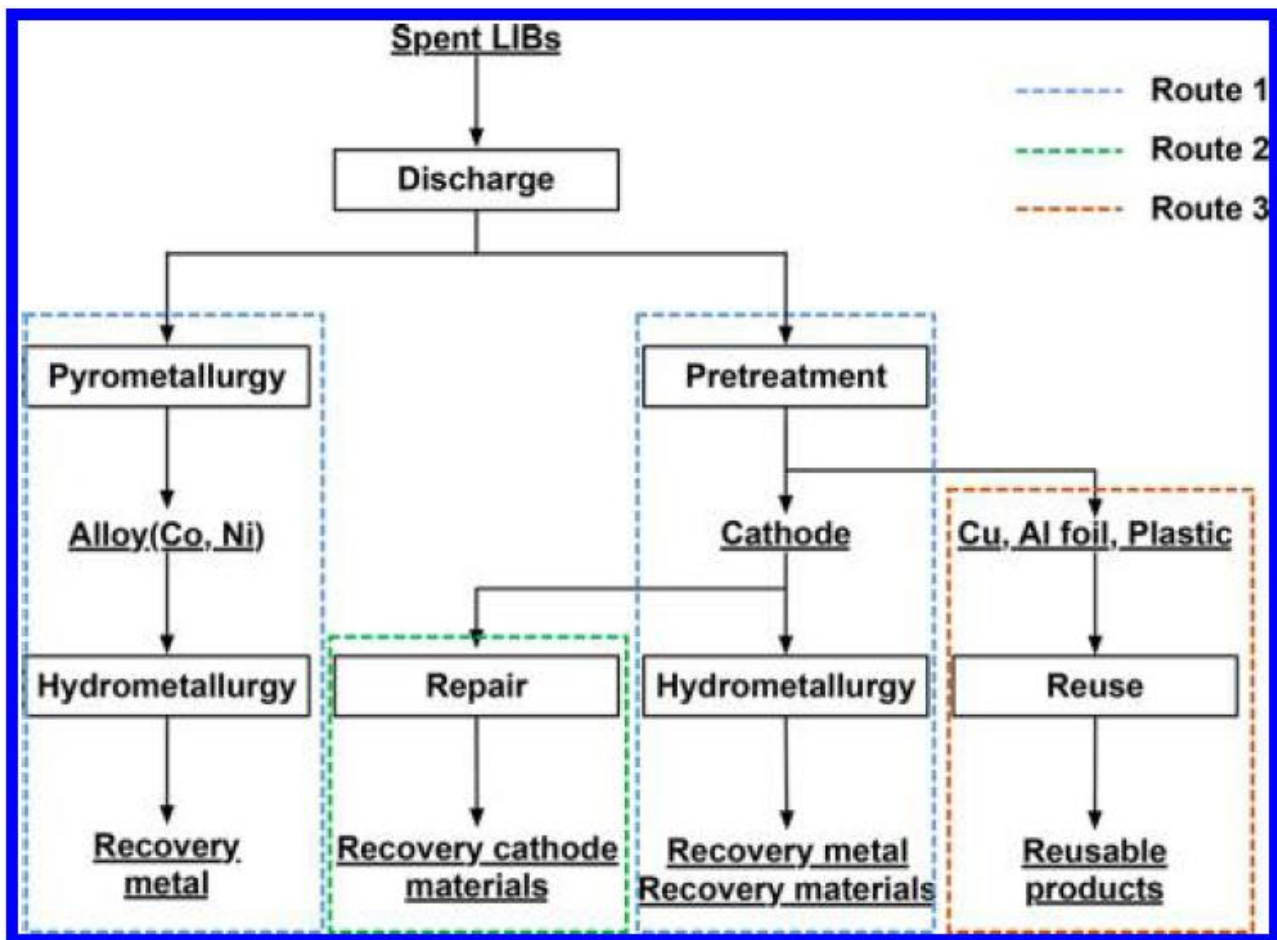 Spent LIBs
Route 1
Route 2
Route 3
Discharge
Pyrometallurgy
Pretreatment
Alloy(Co, Ni)
Cathode
Cu, Al foil, Plastic
Hydrometallurgy
Repair
Hydrometallurgy
Reuse
Recovery
metal
Recovery cathode
materials
Recovery metal
Recovery materials
Reusable
products